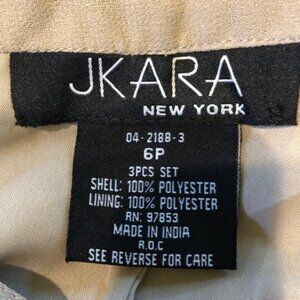 JKARA
NEW YORK
04-2188-3
6P
3PCS SET
SHELL: 100% POLYESTER
LINING: 100% POLYESTER
RN: 97853
MADE IN INDIA
R.O.C
SEE REVERSE FOR CARE